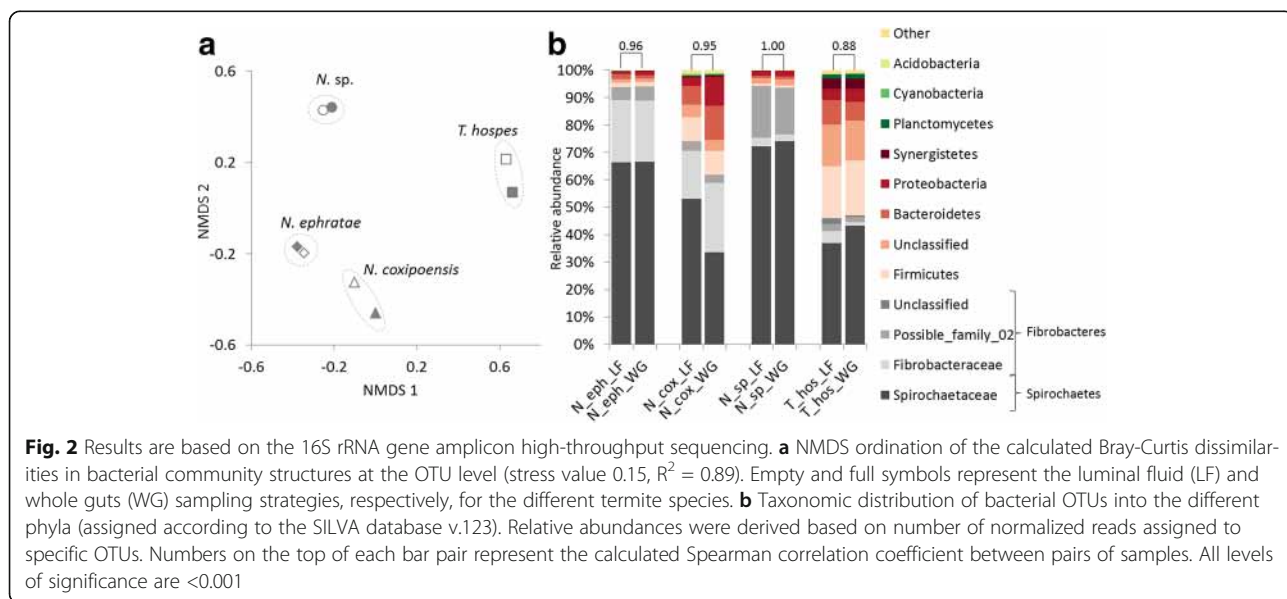 a
0.6
0.2
-0.2
-0.6
NMDS 2
N. sp.
T. hospes
N. ephratae
N. coxipoensis
-0.6
-0.2
0.2
0.6
NMDS 1
b
0.96
0.95
1.00
0.88
100%
90%
80%
70%
60%
50%
40%
30%
20%
10%
0%
Relative abundance
N_eph_LF
N_eph_WG
N_cox_LF
N_cox_WG
N_sp_LF
N_sp_WG
T_hos_LF
T_hos_WG
Other
Acidobacteria
Cyanobacteria
Planctomycetes
Synergistetes
Proteobacteria
Bacteroidetes
Unclassified
Firmicutes
Unclassified
Possible_family_02
Fibrobacteres
Fibrobacteraceae
Spirochaetaceae
Spirochaetes
Fig. 2 Results are based on the 16S rRNA gene amplicon high-throughput sequencing. a NMDS ordination of the calculated Bray-Curtis dissimilar-
ities in bacterial community structures at the OTU level (stress value 0.15, R² = 0.89). Empty and full symbols represent the luminal fluid (LF) and
whole guts (WG) sampling strategies, respectively, for the different termite species. b Taxonomic distribution of bacterial OTUs into the different
phyla (assigned according to the SILVA database v.123). Relative abundances were derived based on number of normalized reads assigned to
specific OTUs. Numbers on the top of each bar pair represent the calculated Spearman correlation coefficient between pairs of samples. All levels
of significance are <0.001